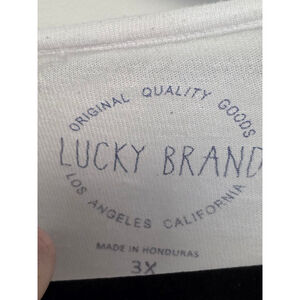 ORIGINAL QUALITY GOODS
LUCKY BRAND
LOS ANGELES CALIFORNIA
MADE IN HONDURAS
3X